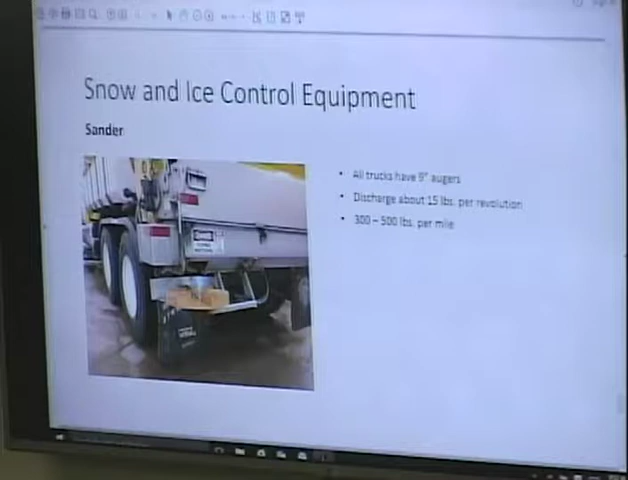 Snow and Ice Control Equipment
Sander
• All trucks have 9" augers
• Discharge about 15 lbs. per revolution
• 300 – 500 lbs. per mile